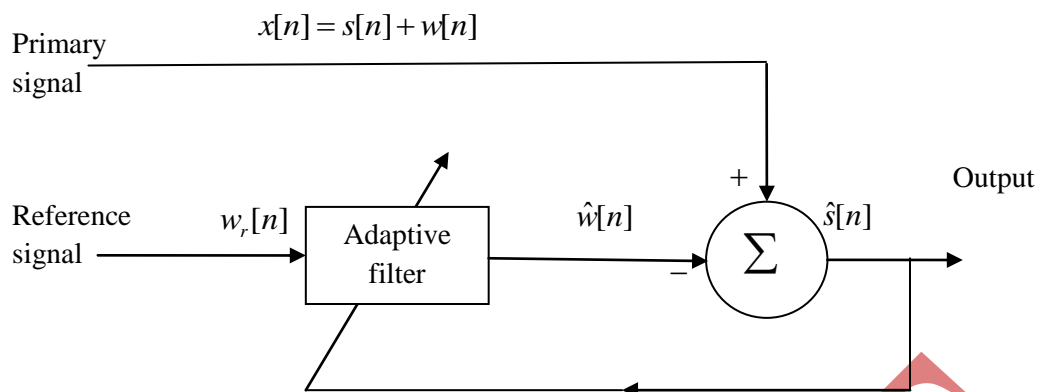 x[n] = s[n] + w[n]
Primary
signal
+
Output
Reference
signal
w_r[n]
Adaptive
filter
ŵ[n]
−
Σ
ŝ[n]